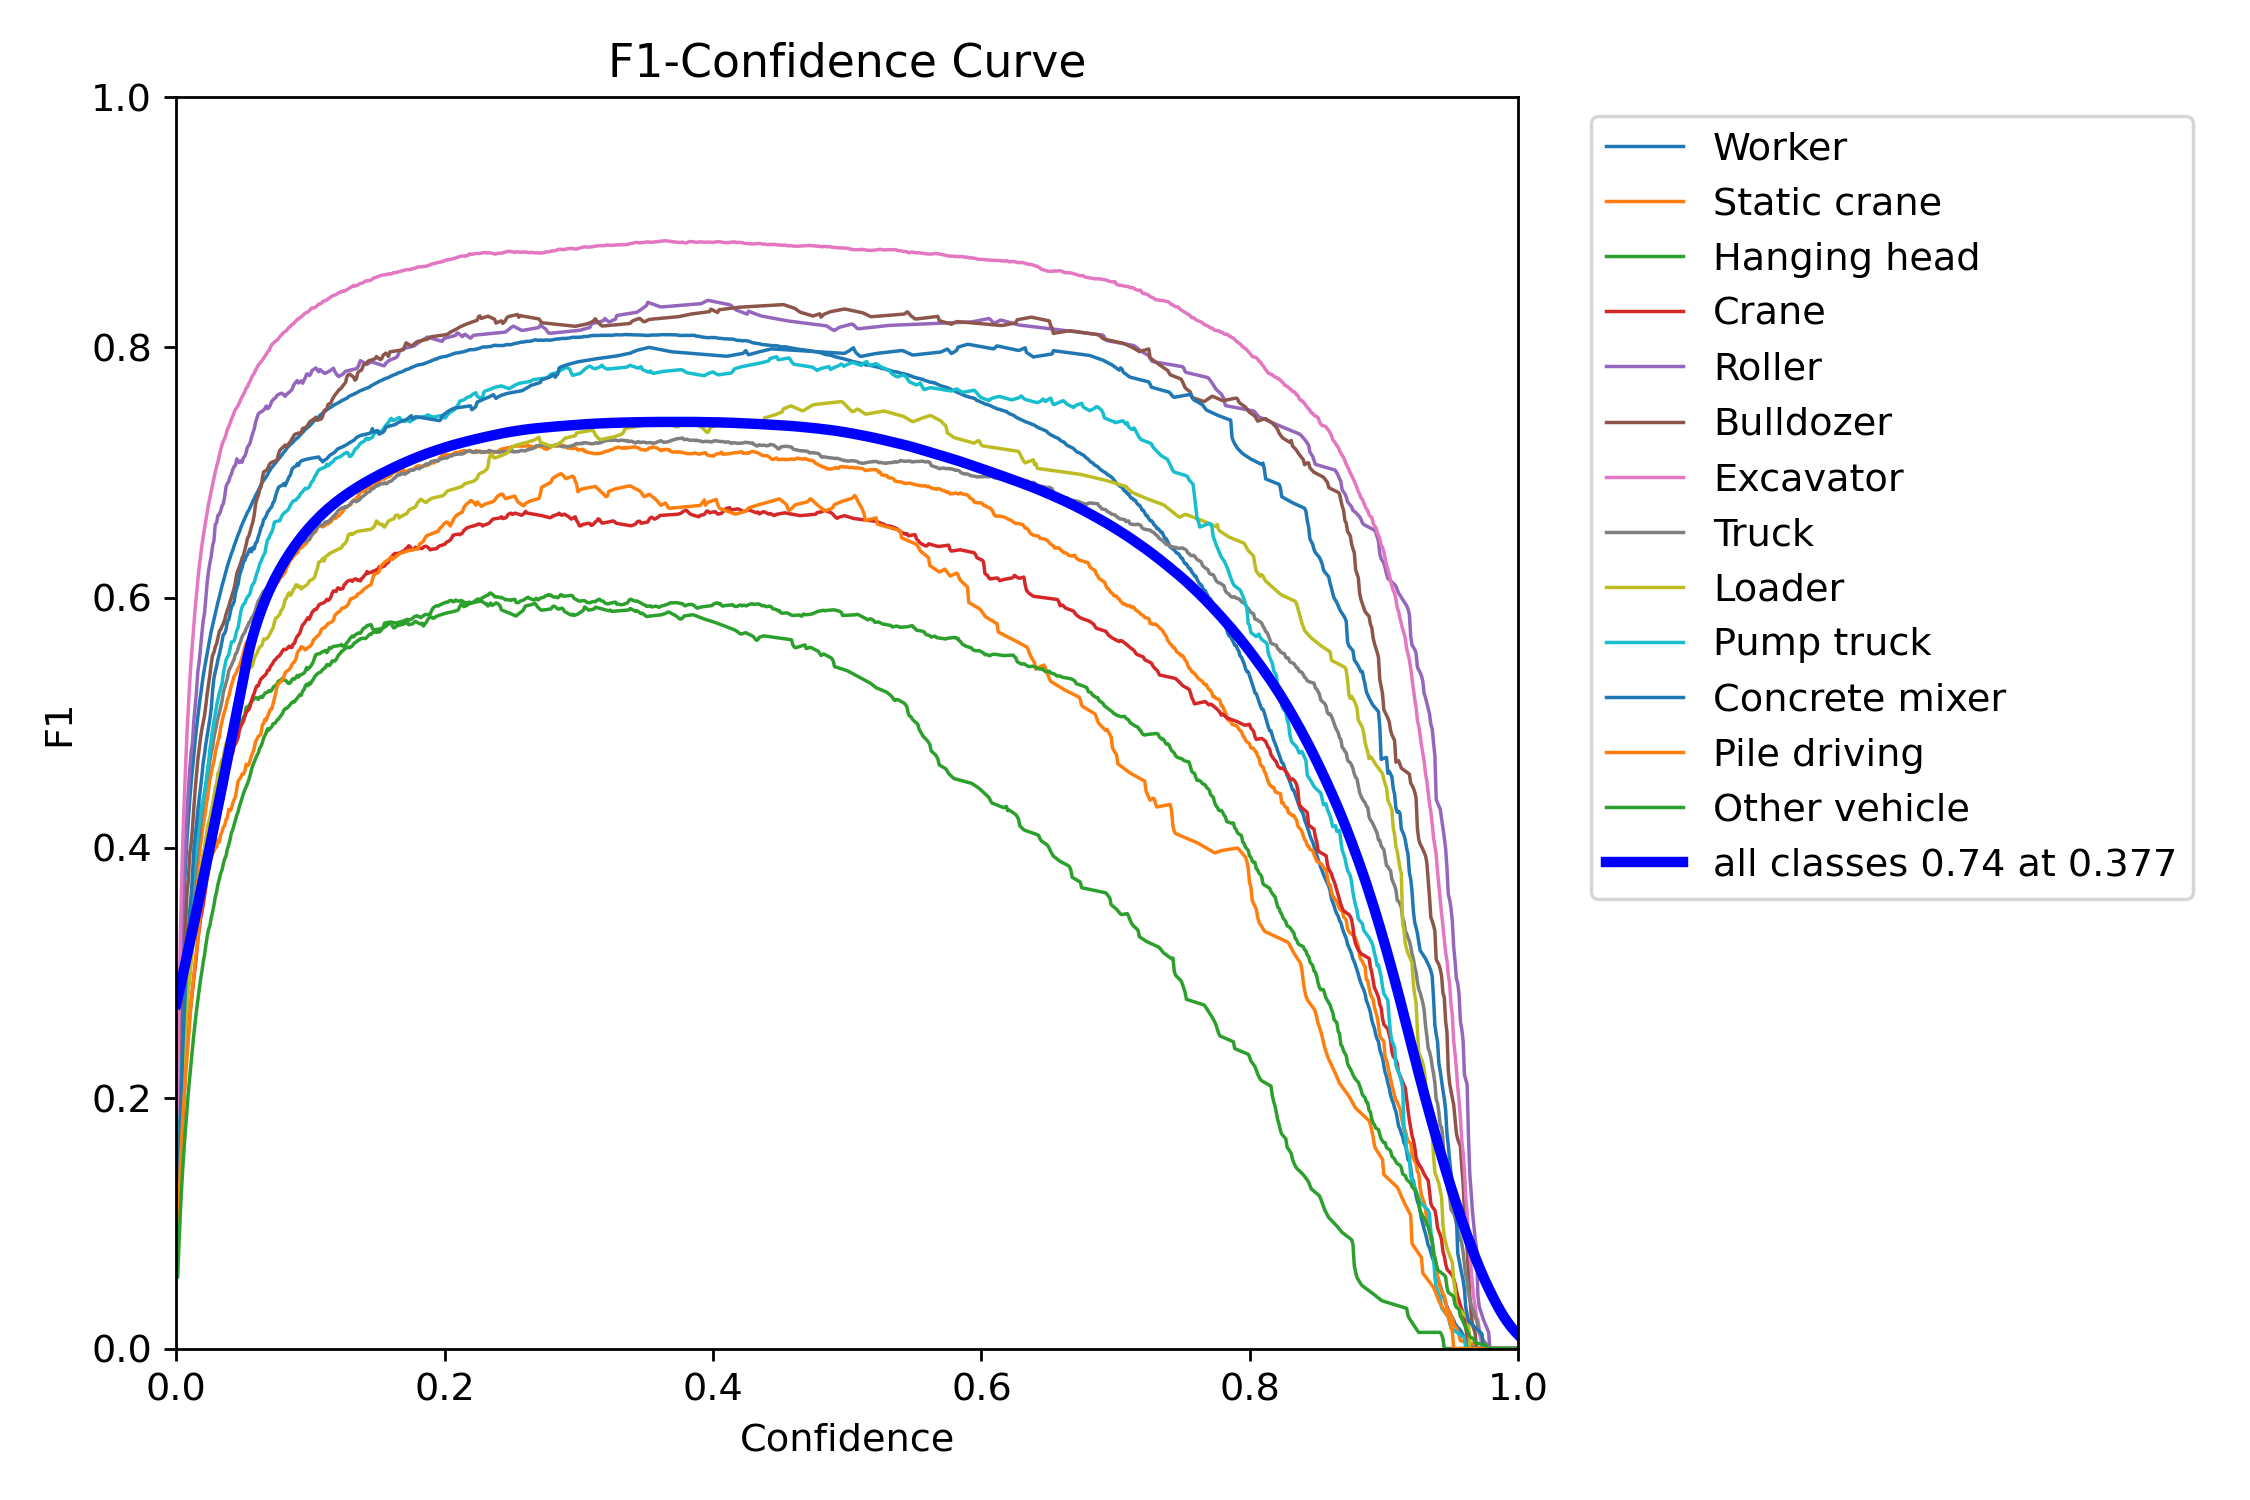 F1-Confidence Curve
1.0
0.8
0.6
0.4
0.2
0.0
F1
0.0 0.2 0.4 0.6 0.8 1.0
Confidence
Worker
Static crane
Hanging head
Crane
Roller
Bulldozer
Excavator
Truck
Loader
Pump truck
Concrete mixer
Pile driving
Other vehicle
all classes 0.74 at 0.377